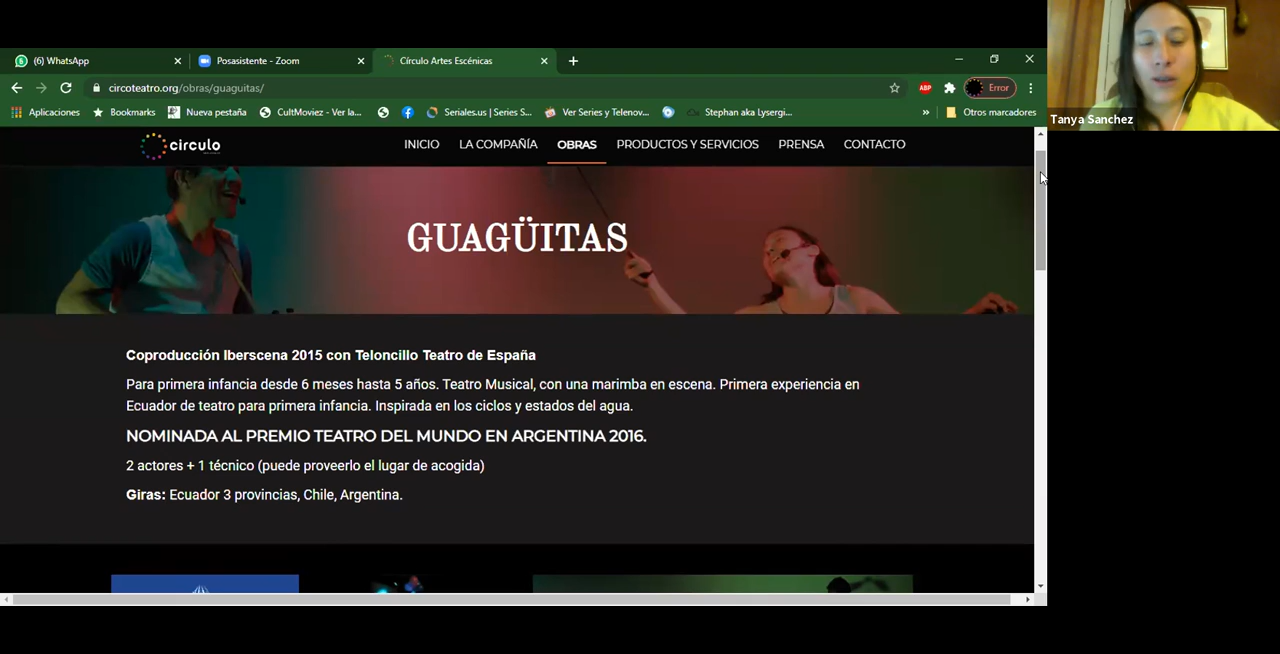 (6) WhatsApp
Posasistente - Zoom
Círculo Artes Escénicas
circoteatro.org/obras/guaguitas/
ABP
Error
Aplicaciones
Bookmarks
Nueva pestaña
CultMoviez - Ver la...
Seriales.us | Series S...
Ver Series y Telenov...
Stephan aka Lysergi...
»
Otros marcadores
Tanya Sanchez
circulo
INICIO
LA COMPAÑÍA
OBRAS
PRODUCTOS Y SERVICIOS
PRENSA
CONTACTO
GUAGÜITAS
Coproducción Iberscena 2015 con Teloncillo Teatro de España
Para primera infancia desde 6 meses hasta 5 años. Teatro Musical, con una marimba en escena. Primera experiencia en
Ecuador de teatro para primera infancia. Inspirada en los ciclos y estados del agua.
NOMINADA AL PREMIO TEATRO DEL MUNDO EN ARGENTINA 2016.
2 actores + 1 técnico (puede proveerlo el lugar de acogida)
Giras: Ecuador 3 provincias, Chile, Argentina.